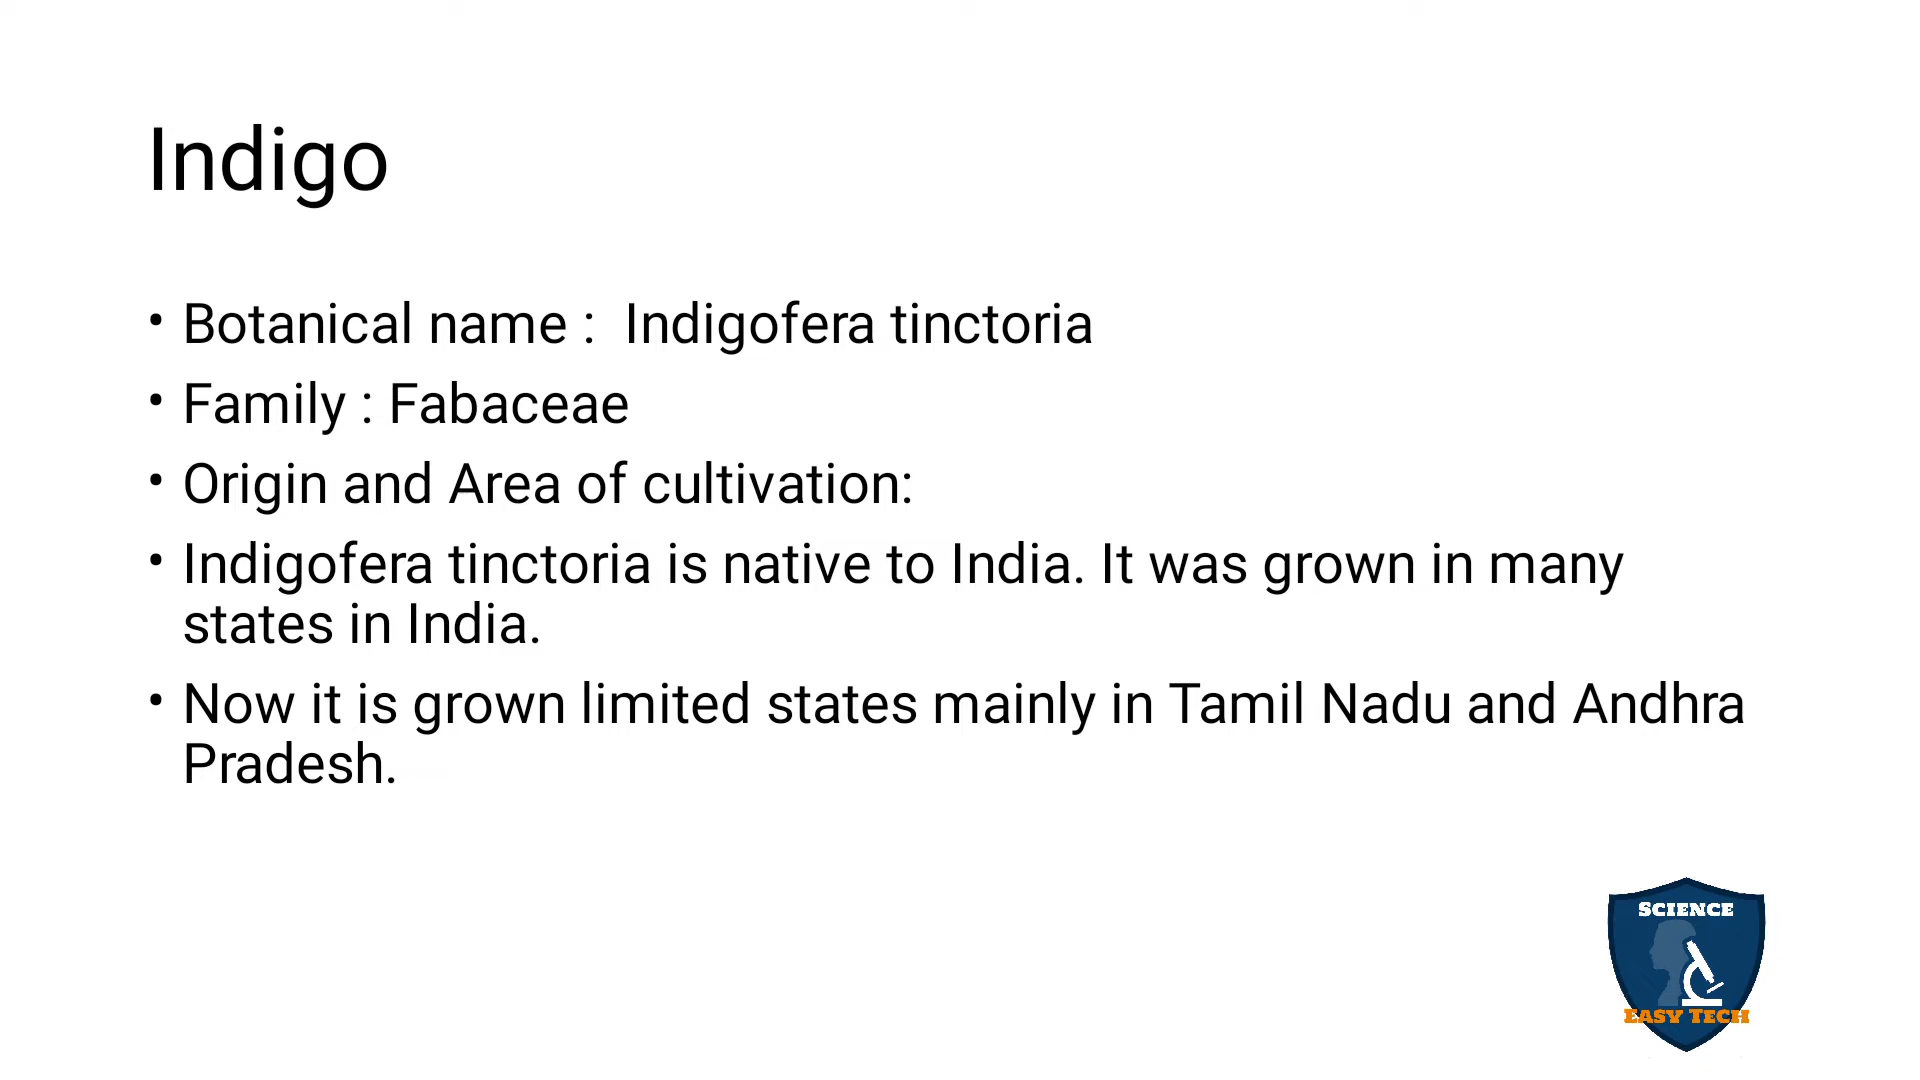 Indigo
• Botanical name :  Indigofera tinctoria
• Family : Fabaceae
• Origin and Area of cultivation:
• Indigofera tinctoria is native to India. It was grown in many
states in India.
• Now it is grown limited states mainly in Tamil Nadu and Andhra
Pradesh.
SCIENCE
EASY TECH